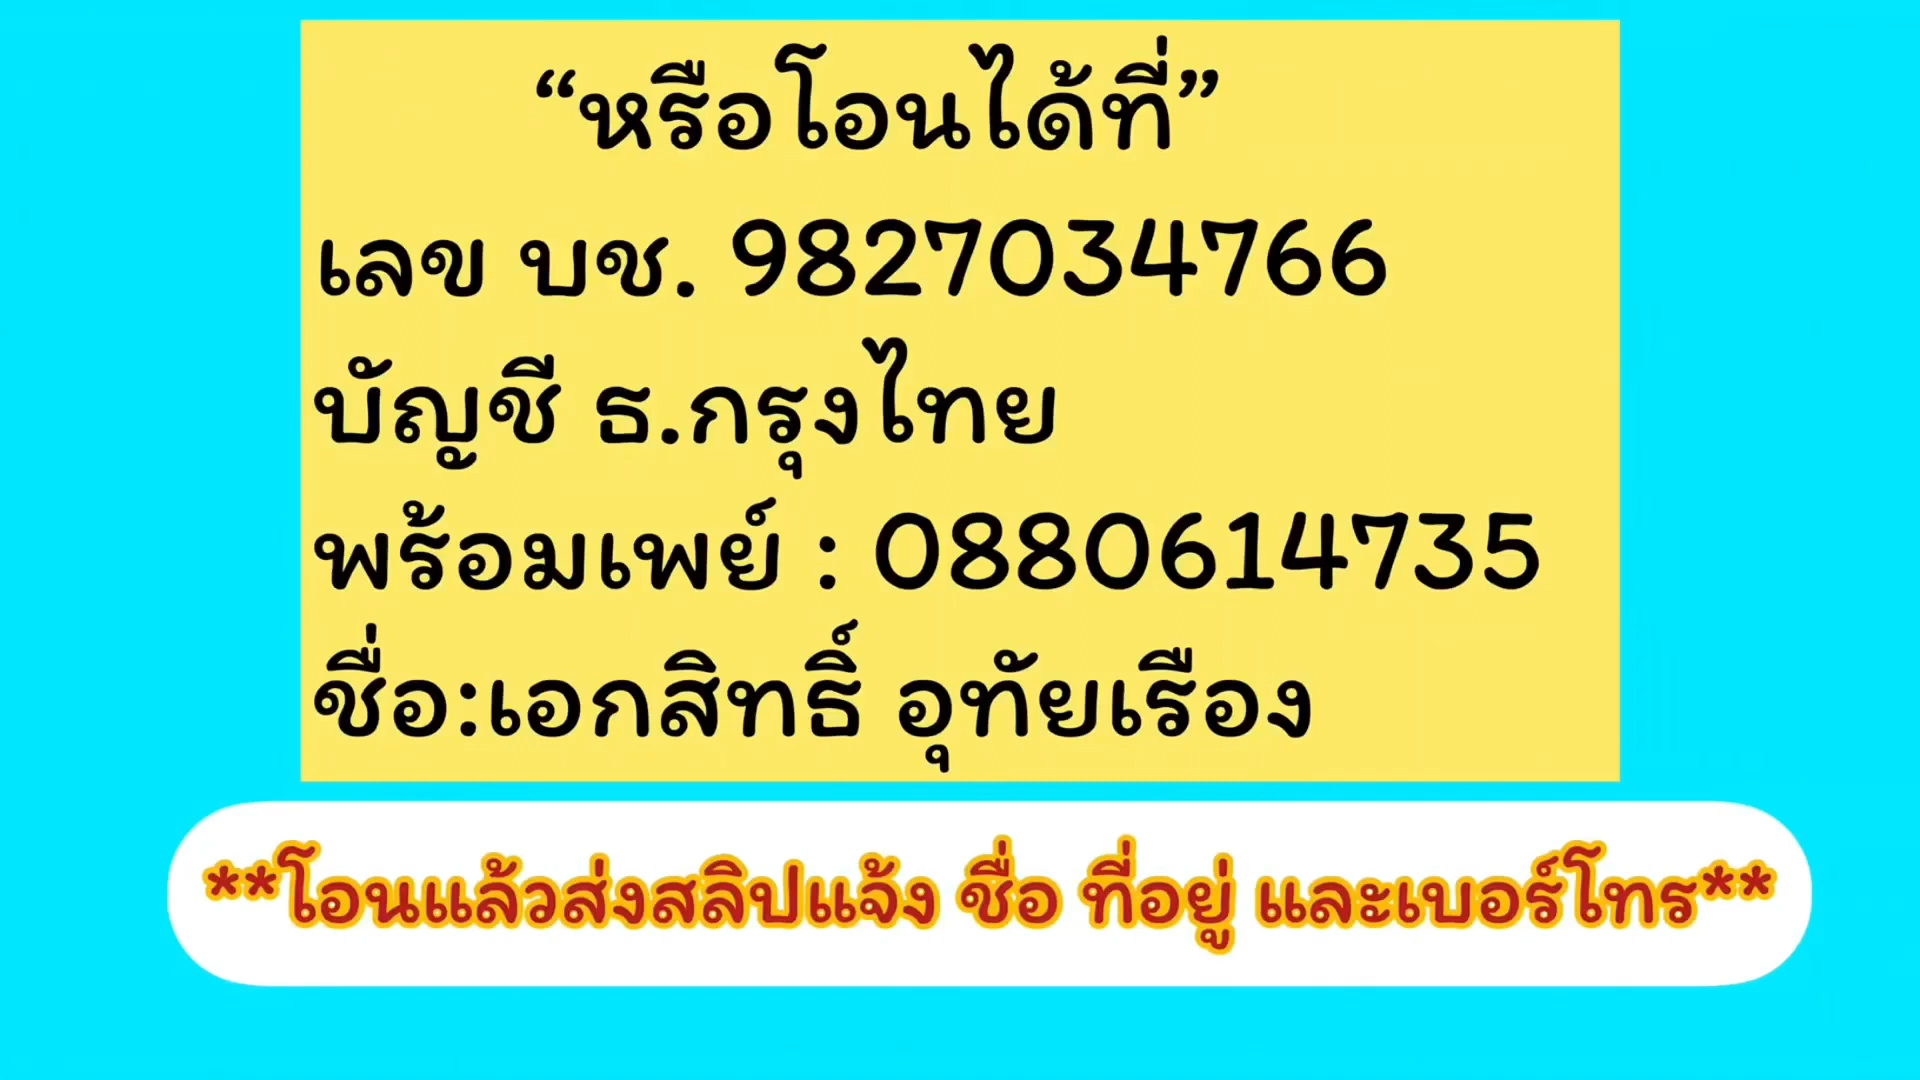 “หรือโอนได้ที่”
เลข บช. 9827034766
บัญชี ธ.กรุงไทย
พร้อมเพย์ : 0880614735
ชื่อ:เอกสิทธิ์ อุทัยเรือง
**โอนแล้วส่งสลิปแจ้ง ชื่อ ที่อยู่ และเบอร์โทร**